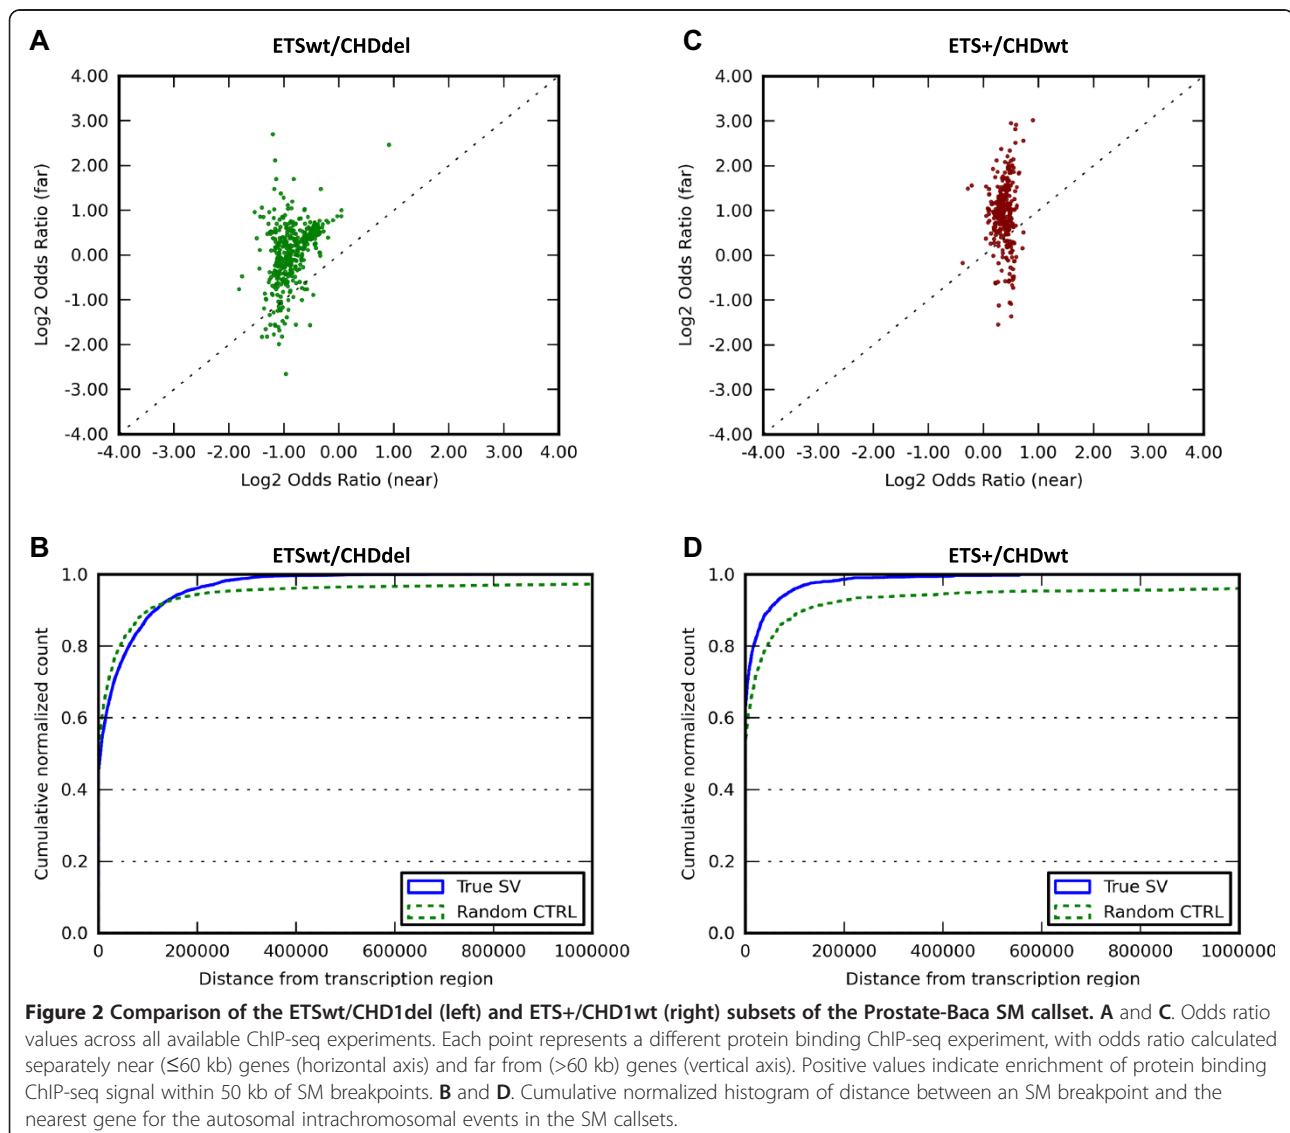 A
ETSwt/CHDdel
4.00
3.00
2.00
1.00
0.00
-1.00
-2.00
-3.00
-4.00
Log2 Odds Ratio (far)
-4.00 -3.00 -2.00 -1.00 0.00 1.00 2.00 3.00 4.00
Log2 Odds Ratio (near)
C
ETS+/CHDwt
4.00
3.00
2.00
1.00
0.00
-1.00
-2.00
-3.00
-4.00
Log2 Odds Ratio (far)
-4.00 -3.00 -2.00 -1.00 0.00 1.00 2.00 3.00 4.00
Log2 Odds Ratio (near)
B
ETSwt/CHDdel
1.0
0.8
0.6
0.4
0.2
0.0
Cumulative normalized count
True SV
Random CTRL
0 200000 400000 600000 800000 1000000
Distance from transcription region
D
ETS+/CHDwt
1.0
0.8
0.6
0.4
0.2
0.0
Cumulative normalized count
True SV
Random CTRL
0 200000 400000 600000 800000 1000000
Distance from transcription region
Figure 2 Comparison of the ETSwt/CHD1del (left) and ETS+/CHD1wt (right) subsets of the Prostate-Baca SM callset. A and C. Odds ratio
values across all available ChIP-seq experiments. Each point represents a different protein binding ChIP-seq experiment, with odds ratio calculated
separately near (≤60 kb) genes (horizontal axis) and far from (>60 kb) genes (vertical axis). Positive values indicate enrichment of protein binding
ChIP-seq signal within 50 kb of SM breakpoints. B and D. Cumulative normalized histogram of distance between an SM breakpoint and the
nearest gene for the autosomal intrachromosomal events in the SM callsets.